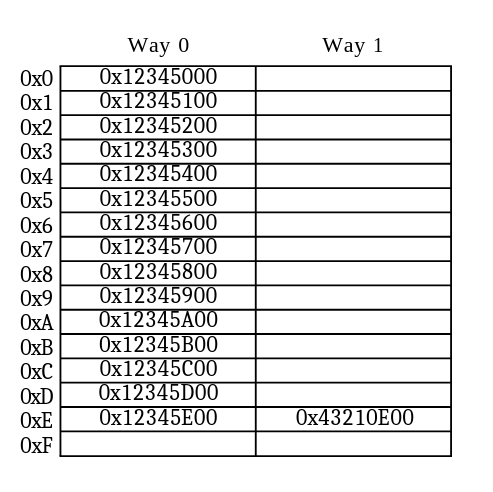 Way 0 Way 1
0x0 0x12345000
0x1 0x12345100
0x2 0x12345200
0x3 0x12345300
0x4 0x12345400
0x5 0x12345500
0x6 0x12345600
0x7 0x12345700
0x8 0x12345800
0x9 0x12345900
0xA 0x12345A00
0xB 0x12345B00
0xC 0x12345C00
0xD 0x12345D00
0xE 0x12345E00 0x43210E00
0xF